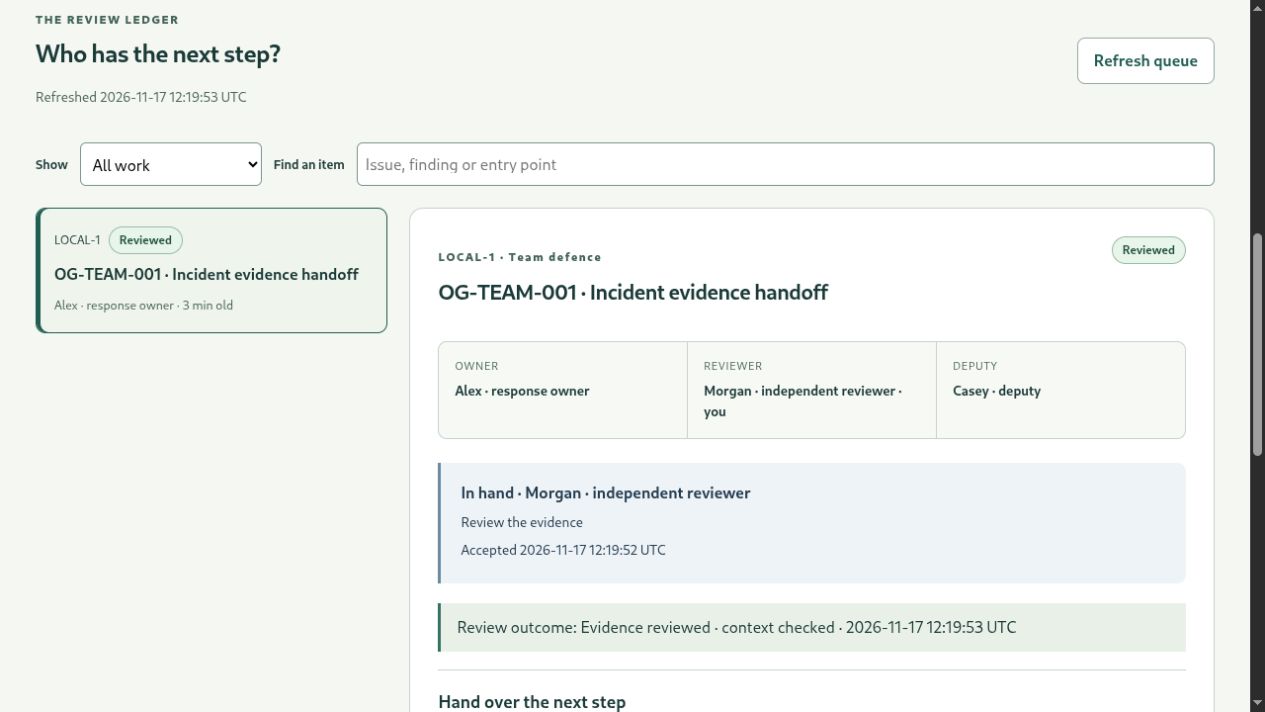 THE REVIEW LEDGER
Who has the next step?
Refresh queue
Refreshed 2026-11-17 12:19:53 UTC
Show
All work
Find an item
Issue, finding or entry point
LOCAL-1
Reviewed
OG-TEAM-001 · Incident evidence handoff
Alex · response owner · 3 min old
LOCAL-1 · Team defence
Reviewed
OG-TEAM-001 · Incident evidence handoff
OWNER
Alex · response owner
REVIEWER
Morgan · independent reviewer ·
you
DEPUTY
Casey · deputy
In hand · Morgan · independent reviewer
Review the evidence
Accepted 2026-11-17 12:19:52 UTC
Review outcome: Evidence reviewed · context checked · 2026-11-17 12:19:53 UTC
Hand over the next step